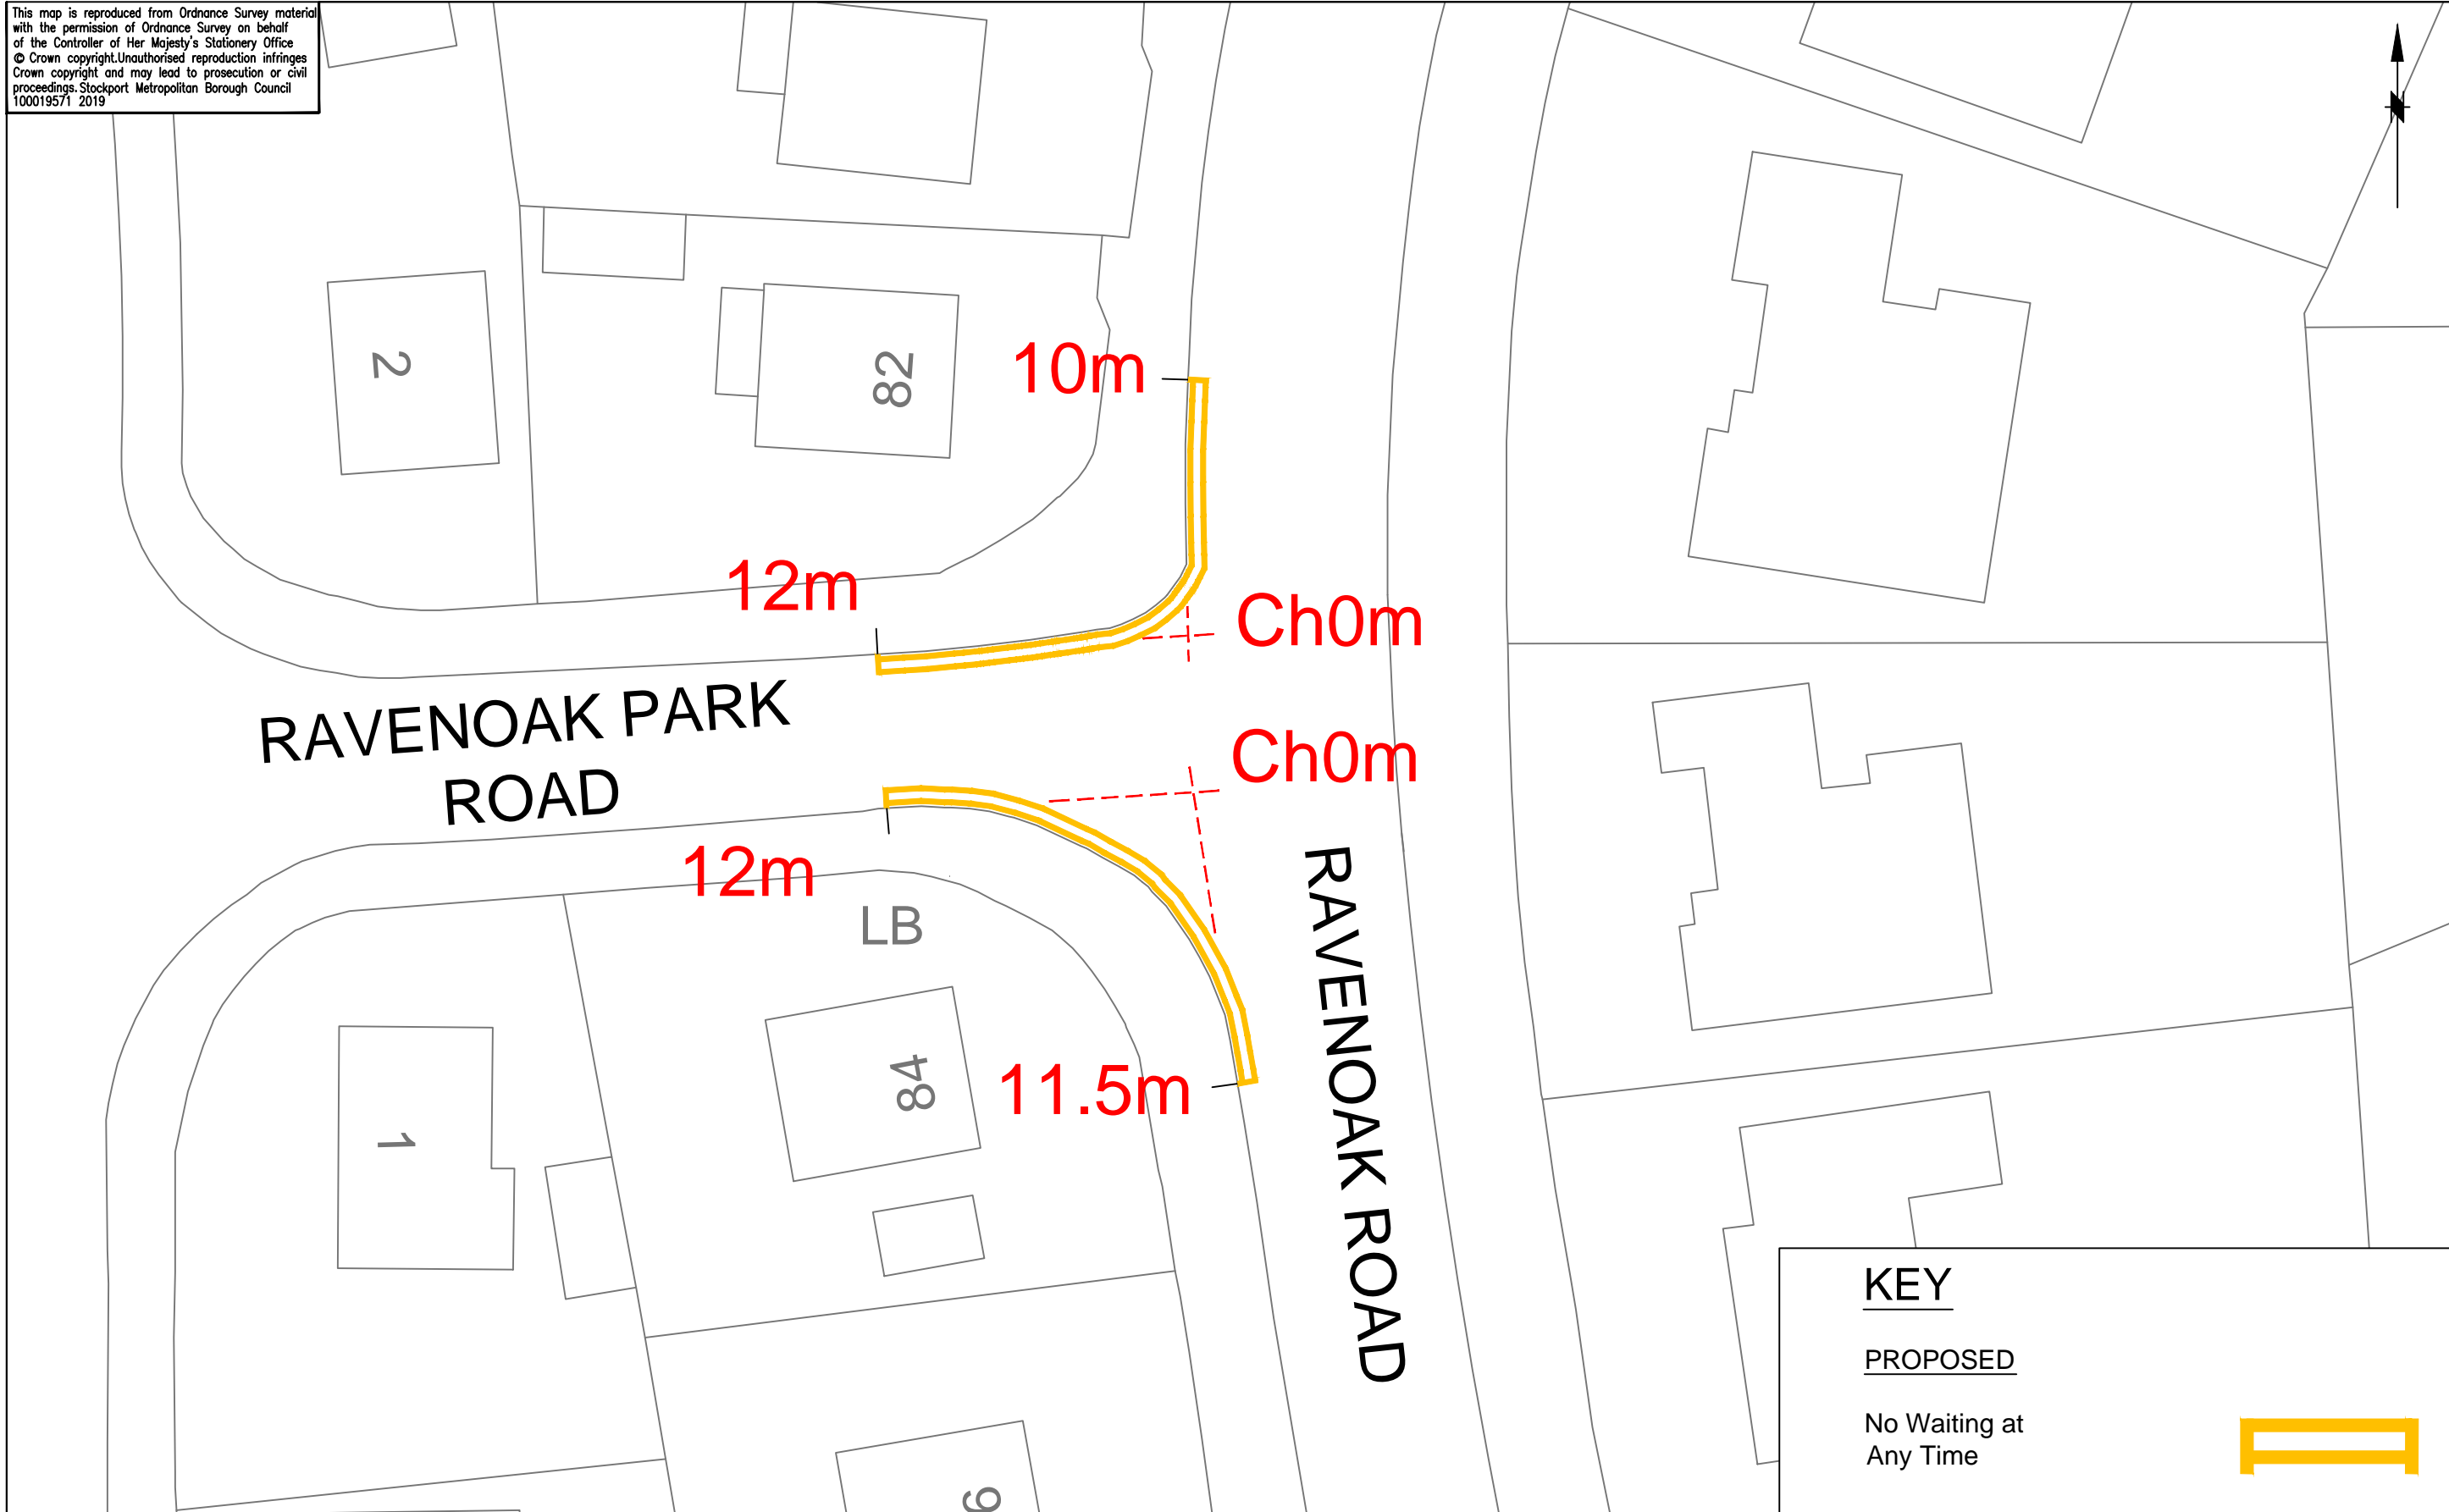 This map is reproduced from Ordnance Survey material
with the permission of Ordnance Survey on behalf
of the Controller of Her Majesty's Stationery Office
© Crown copyright.Unauthorised reproduction infringes
Crown copyright and may lead to prosecution or civil
proceedings. Stockport Metropolitan Borough Council
100019571 2019
2
82
10m
12m
Ch0m
RAVENOAK PARK
ROAD
Ch0m
12m
LB
RAVENOAK ROAD
84
11.5m
1
KEY
PROPOSED
No Waiting at
Any Time